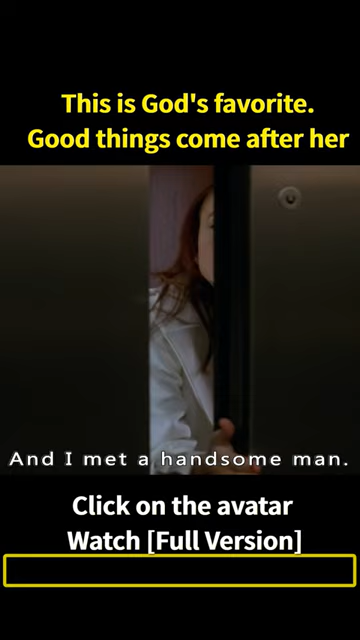 This is God's favorite.
Good things come after her
And I met a handsome man.
Click on the avatar
Watch [Full Version]